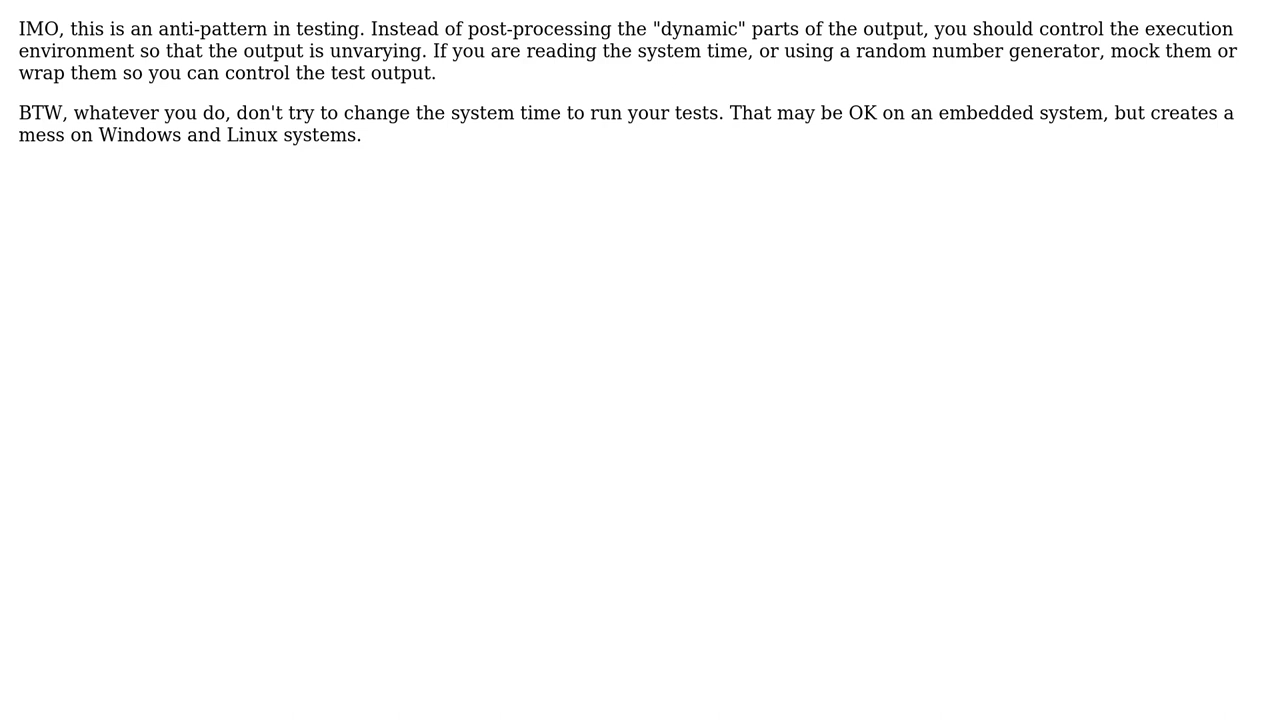 IMO, this is an anti-pattern in testing. Instead of post-processing the "dynamic" parts of the output, you should control the execution
environment so that the output is unvarying. If you are reading the system time, or using a random number generator, mock them or
wrap them so you can control the test output.
BTW, whatever you do, don't try to change the system time to run your tests. That may be OK on an embedded system, but creates a
mess on Windows and Linux systems.